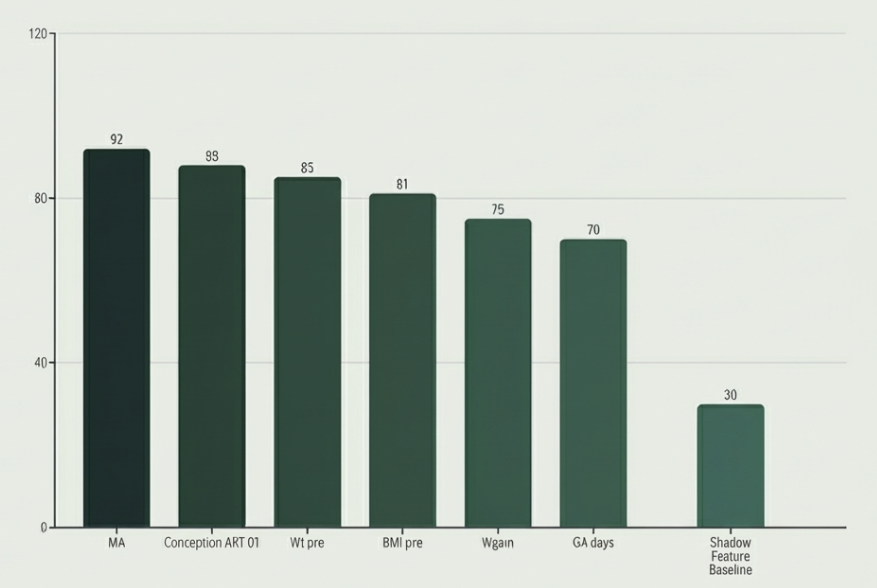 120
92
85
81
80
75
70
40
30
0
MA
Conception ART 01
Wt pre
BMI pre
Wgain
GA days
Shadow
Feature
Baseline